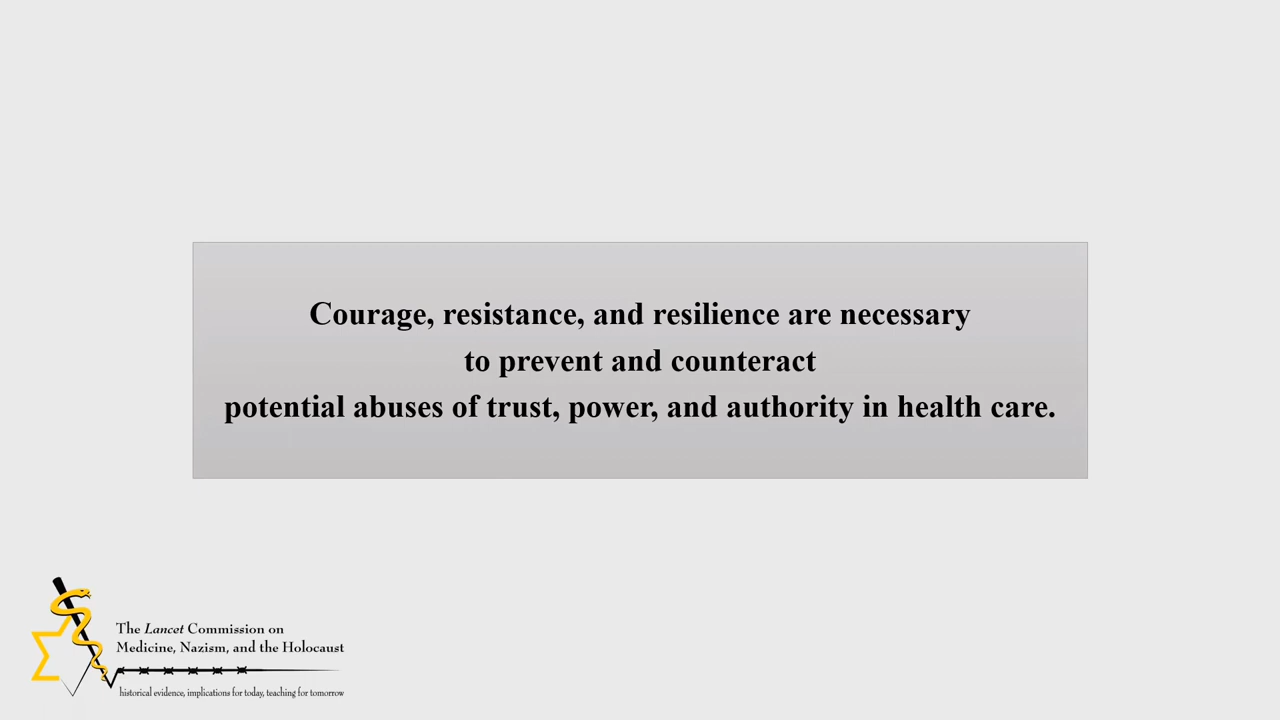 Courage, resistance, and resilience are necessary
to prevent and counteract
potential abuses of trust, power, and authority in health care.
The Lancet Commission on
Medicine, Nazism, and the Holocaust
historical evidence, implications for today, teaching for tomorrow